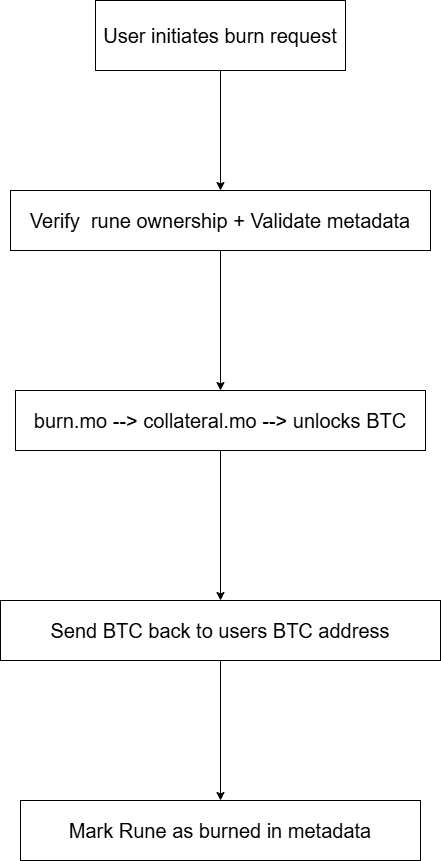 User initiates burn request
Verify  rune ownership + Validate metadata
burn.mo --> collateral.mo --> unlocks BTC
Send BTC back to users BTC address
Mark Rune as burned in metadata